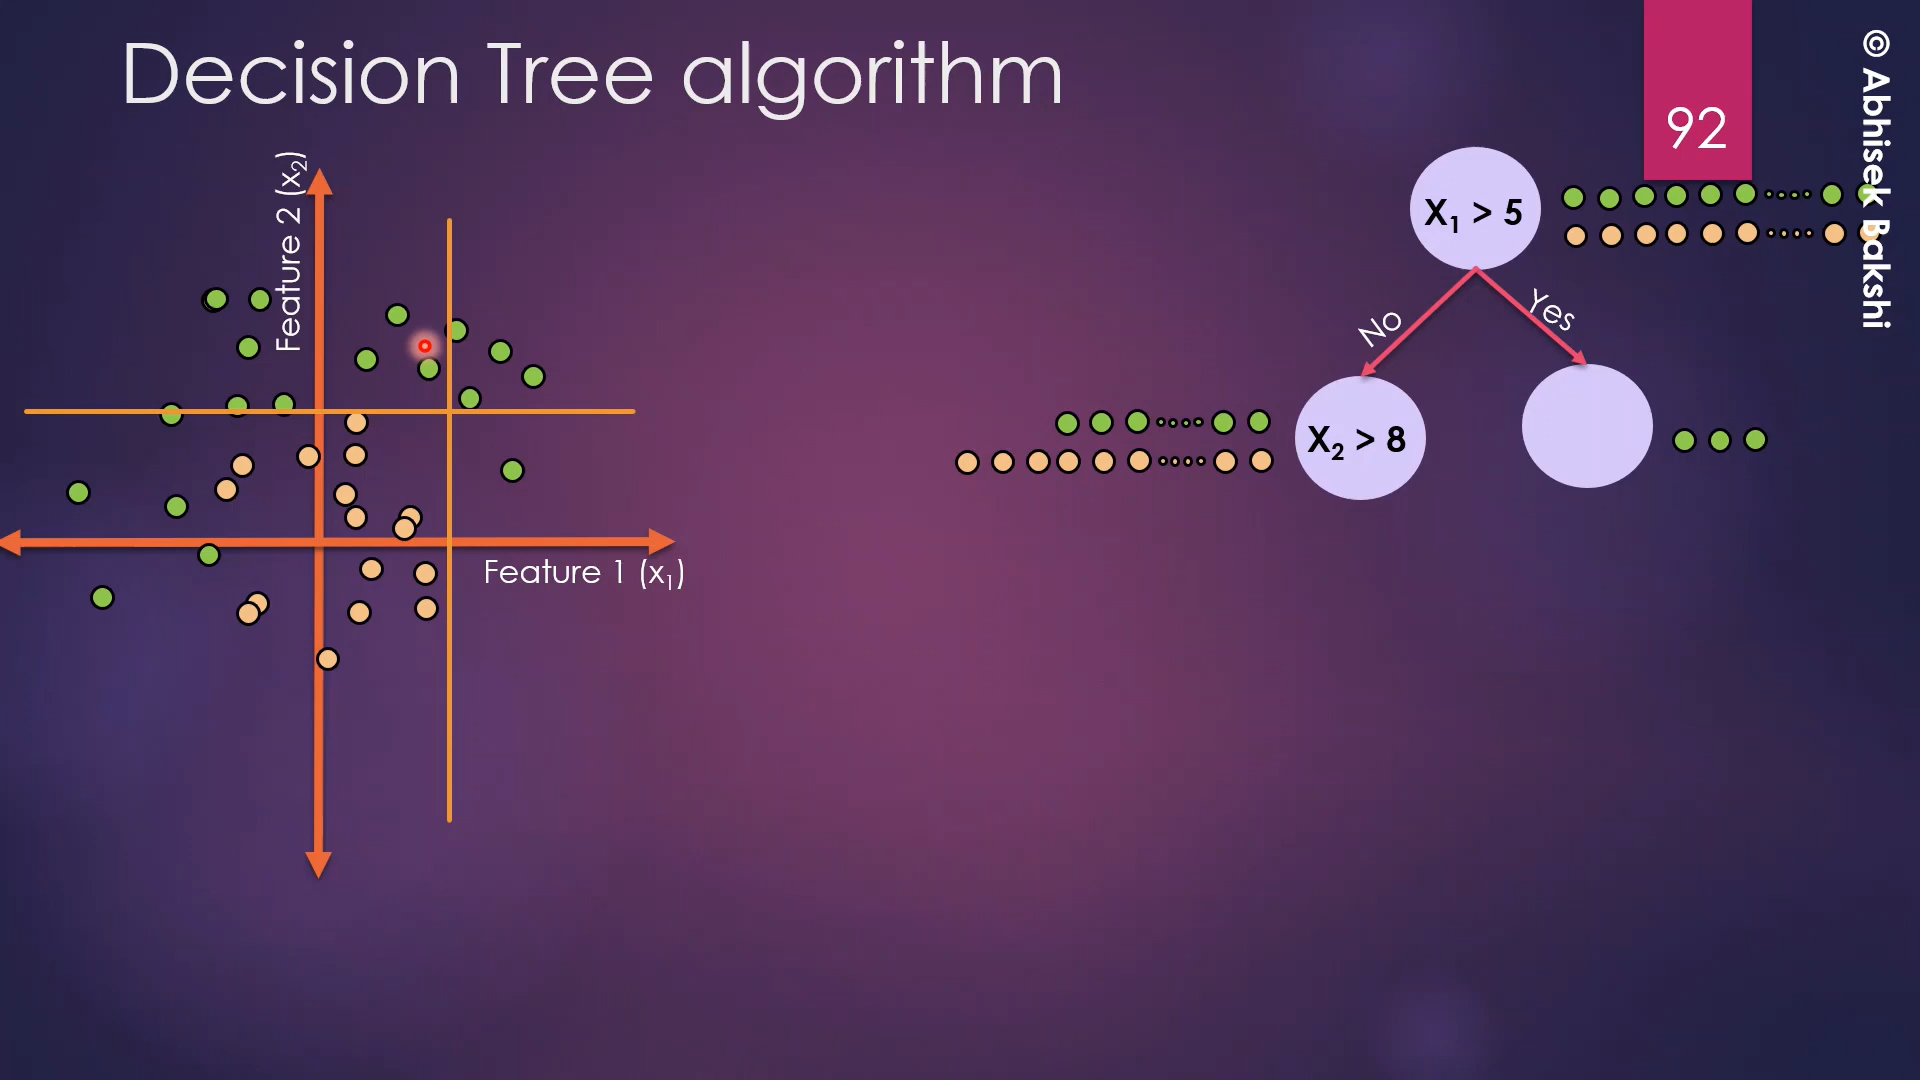 Decision Tree algorithm
92
© Abhisek Bakshi
Feature 2 (x₂)
Feature 1 (x₁)
X₁ > 5
No
Yes
X₂ > 8